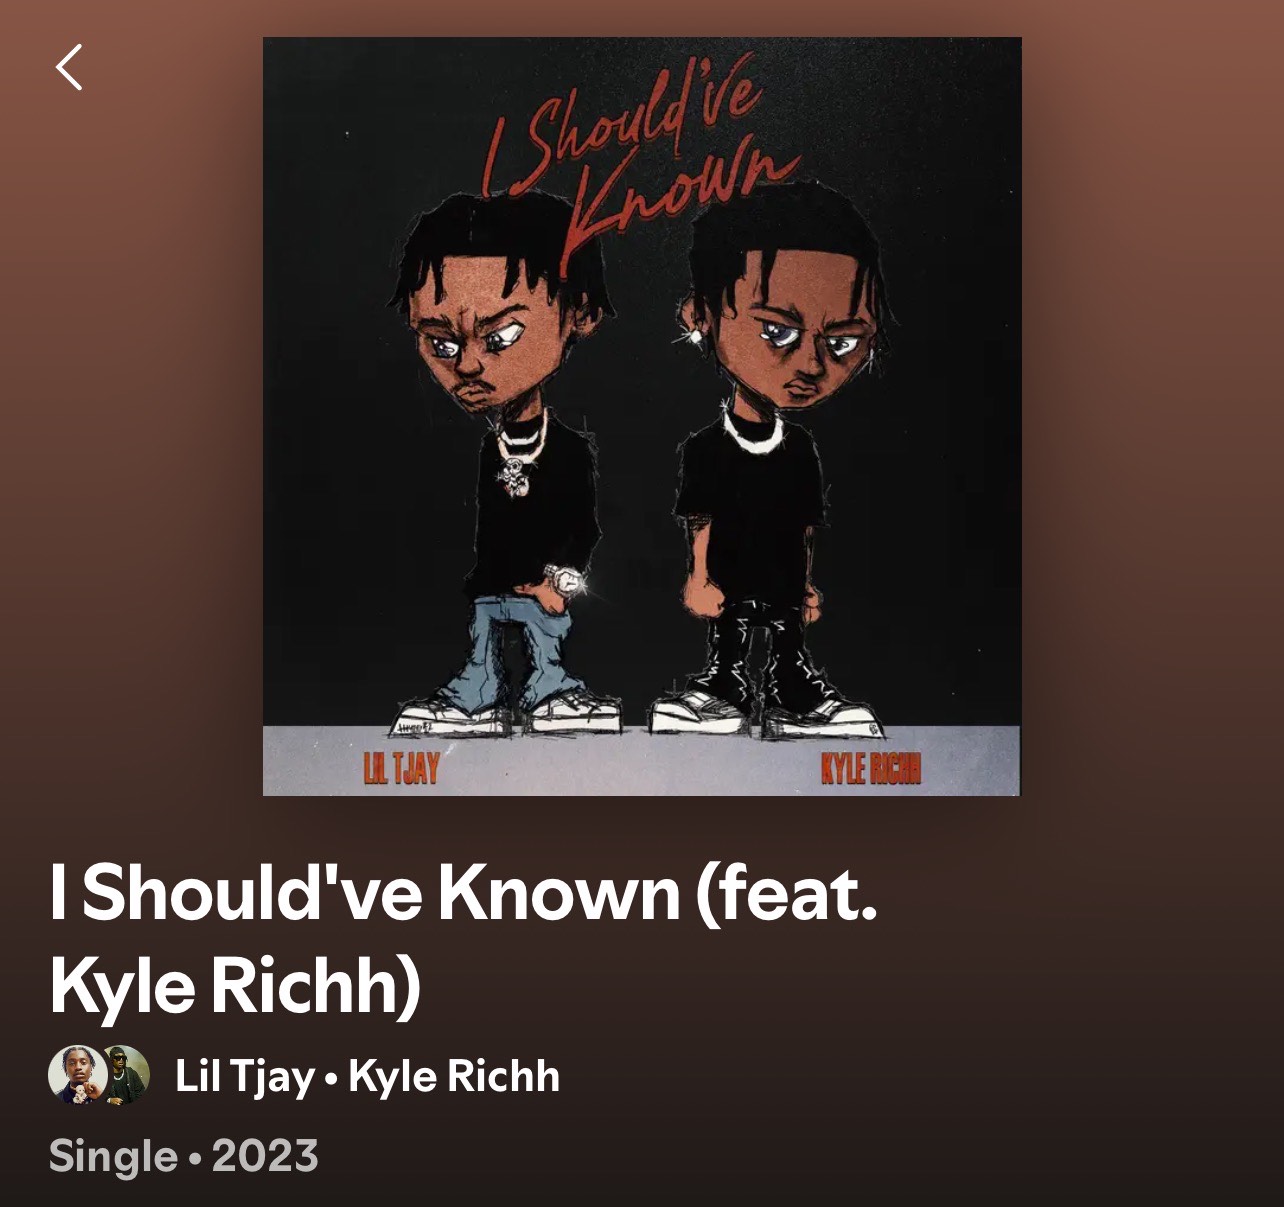 I Should've
Known
LIL TJAY
KYLE RICHH
I Should've Known (feat.
Kyle Richh)
Lil Tjay • Kyle Richh
Single • 2023